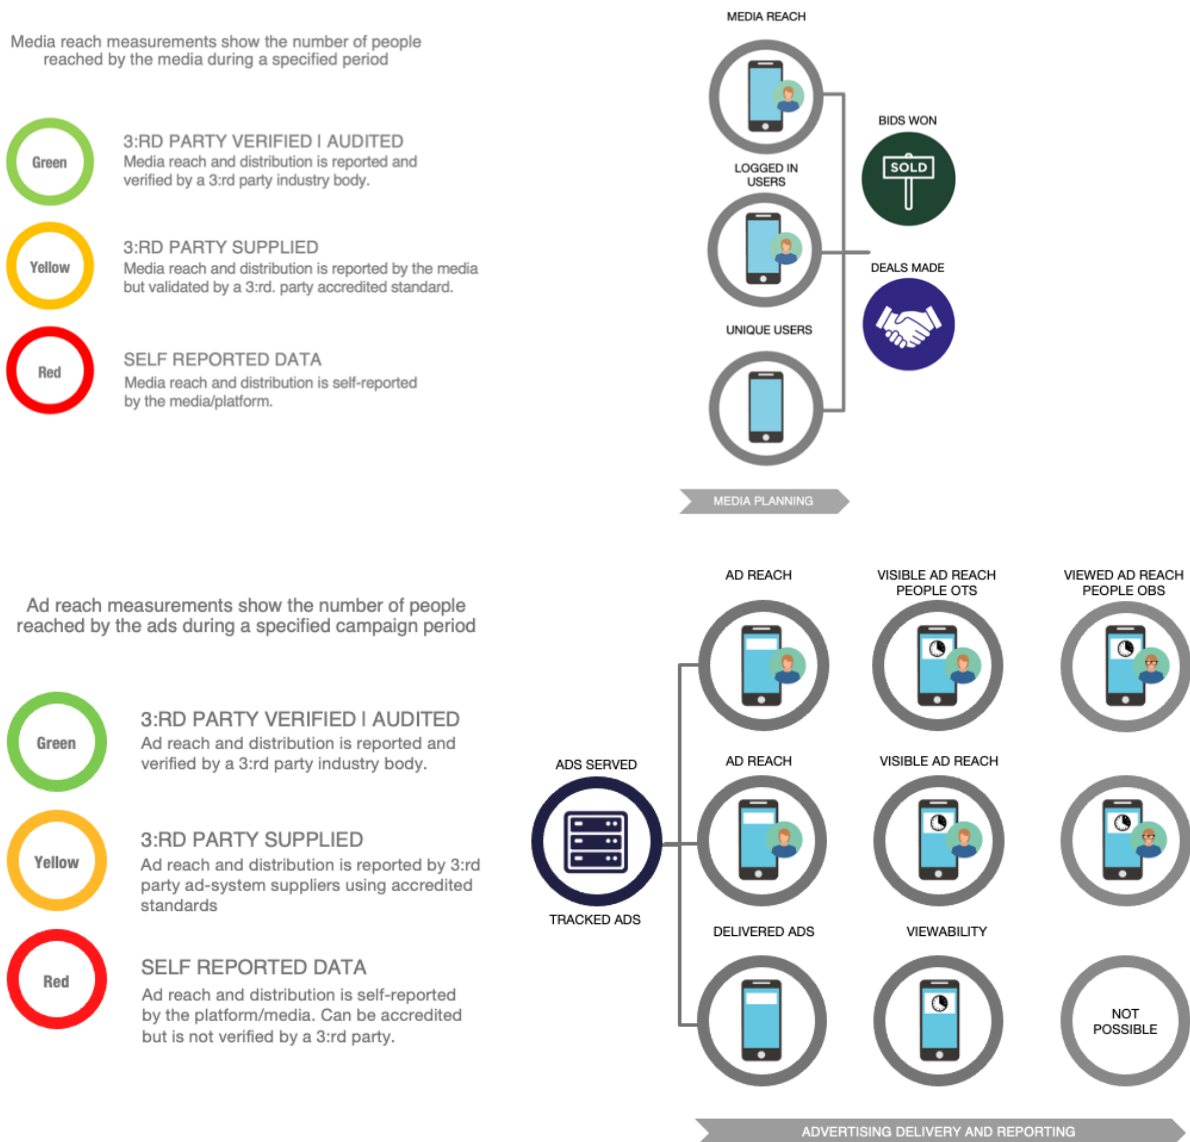 Media reach measurements show the number of people
reached by the media during a specified period
Green
3:RD PARTY VERIFIED I AUDITED
Media reach and distribution is reported and
verified by a 3:rd party industry body.
Yellow
3:RD PARTY SUPPLIED
Media reach and distribution is reported by the media
but validated by a 3:rd. party accredited standard.
Red
SELF REPORTED DATA
Media reach and distribution is self-reported
by the media/platform.
MEDIA REACH
LOGGED IN
USERS
UNIQUE USERS
BIDS WON
SOLD
DEALS MADE
MEDIA PLANNING
Ad reach measurements show the number of people
reached by the ads during a specified campaign period
Green
3:RD PARTY VERIFIED I AUDITED
Ad reach and distribution is reported and
verified by a 3:rd party industry body.
Yellow
3:RD PARTY SUPPLIED
Ad reach and distribution is reported by 3:rd
party ad-system suppliers using accredited
standards
Red
SELF REPORTED DATA
Ad reach and distribution is self-reported
by the platform/media. Can be accredited
but is not verified by a 3:rd party.
ADS SERVED
TRACKED ADS
AD REACH
VISIBLE AD REACH
PEOPLE OTS
VIEWED AD REACH
PEOPLE OBS
AD REACH
VISIBLE AD REACH
DELIVERED ADS
VIEWABILITY
NOT
POSSIBLE
ADVERTISING DELIVERY AND REPORTING